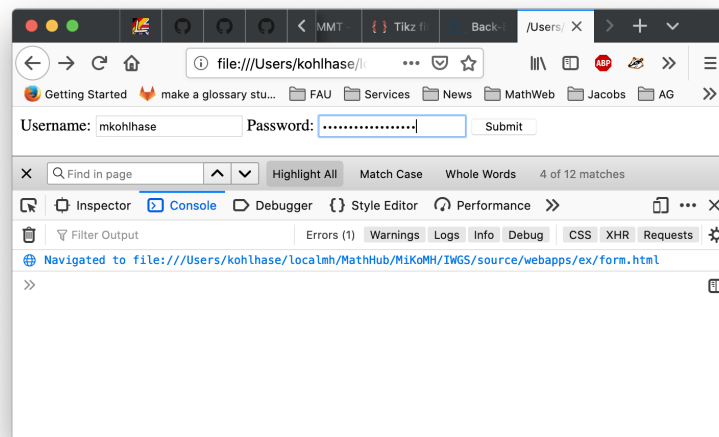 MMT - Tikz fi Back- /Users/
file:///Users/kohlhase/l ABP
Getting Started make a glossary stu... FAU Services News MathWeb Jacobs AG
Username: mkohlhase Password: •••••••••••••••••• Submit
Find in page Highlight All Match Case Whole Words 4 of 12 matches
Inspector Console Debugger {} Style Editor Performance
Filter Output Errors (1) Warnings Logs Info Debug CSS XHR Requests
Navigated to file:///Users/kohlhase/localmh/MathHub/MiKoMH/IWGS/source/webapps/ex/form.html